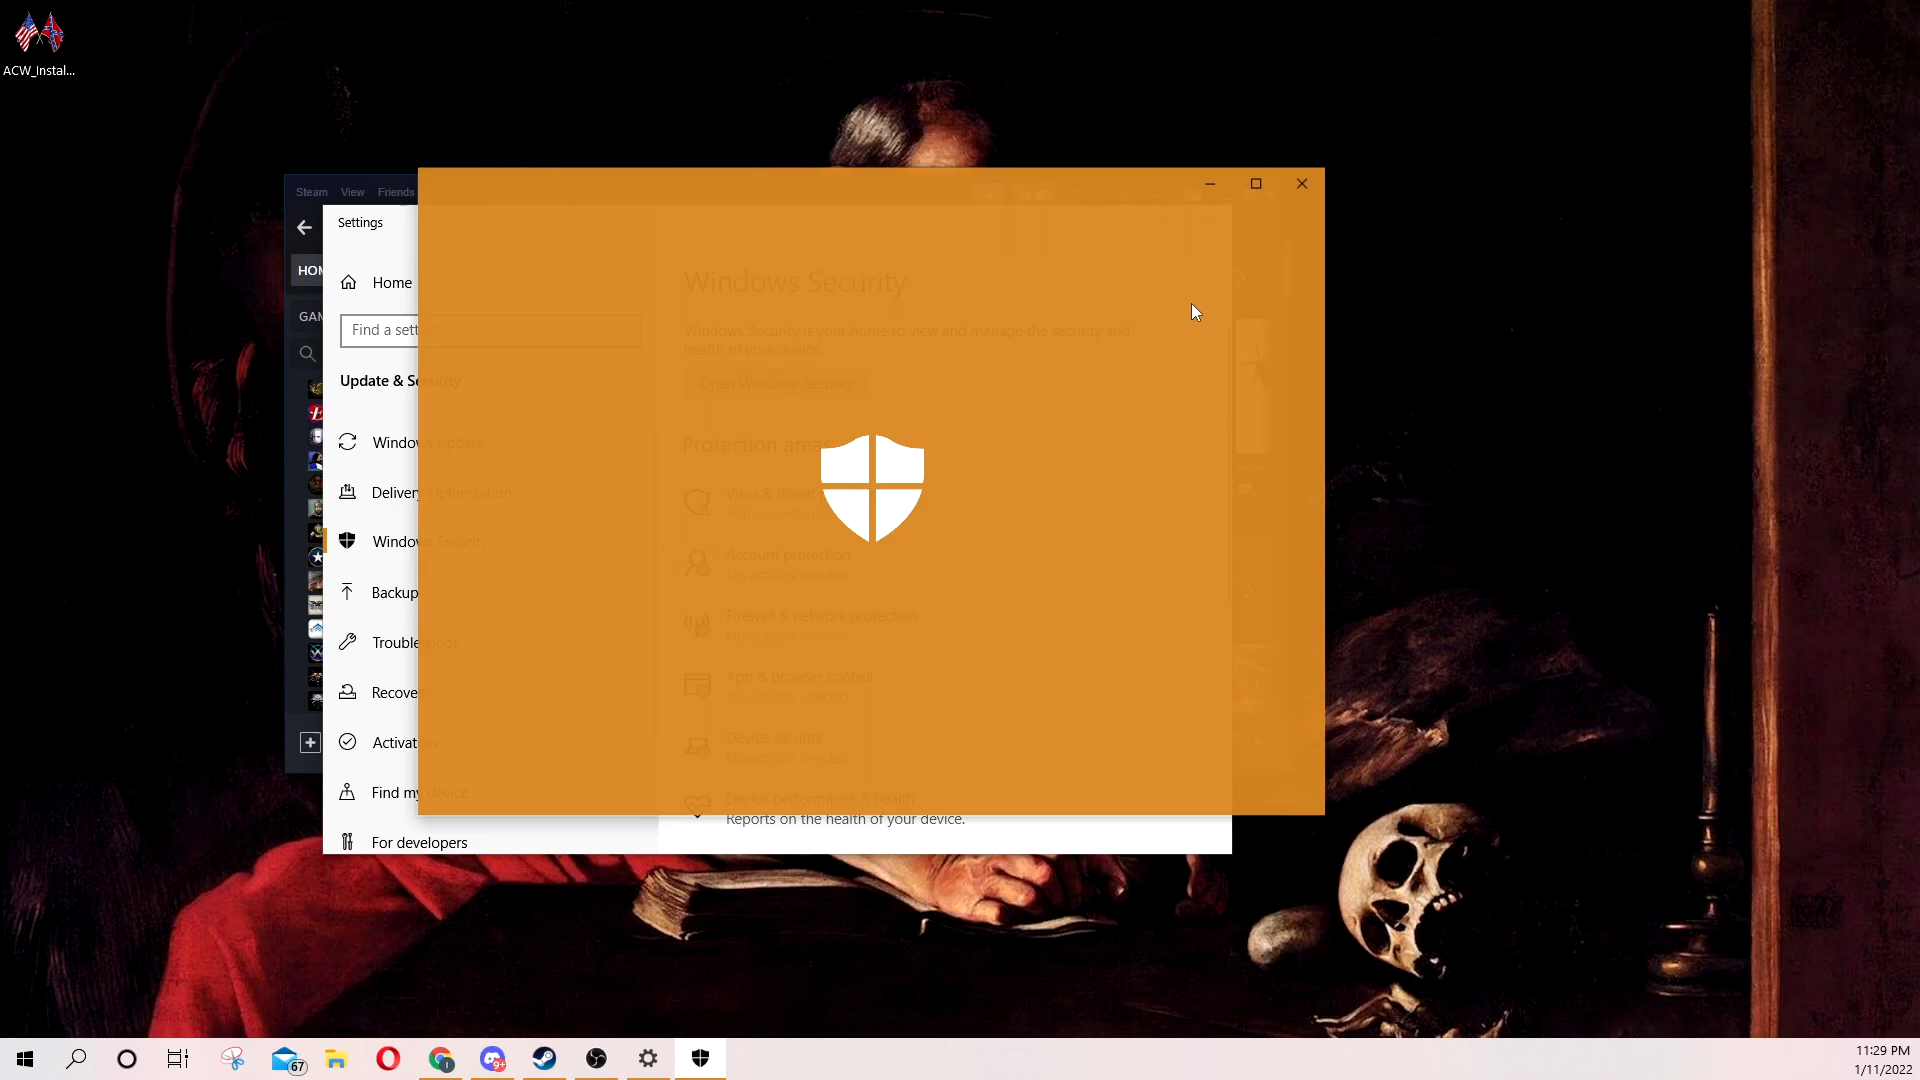 ACW_Instal...
Steam View Friends
Settings
HOM
Home
Windows Security
GAM
Find a sett
Windows Security is your home to view and manage the security and
health of your device.
Update & Security
Open Windows Security
Windows Update
Protection areas
Delivery Optimization
Virus & threat
Windows Security
Account protection
No actions needed
Backup
Firewall & network protection
No actions needed
Troubleshoot
App & browser control
No actions needed
Recove
Device security
No actions needed
Activation
Find my device
Device performance & health
Reports on the health of your device.
For developers
67
9+
11:29 PM
1/11/2022